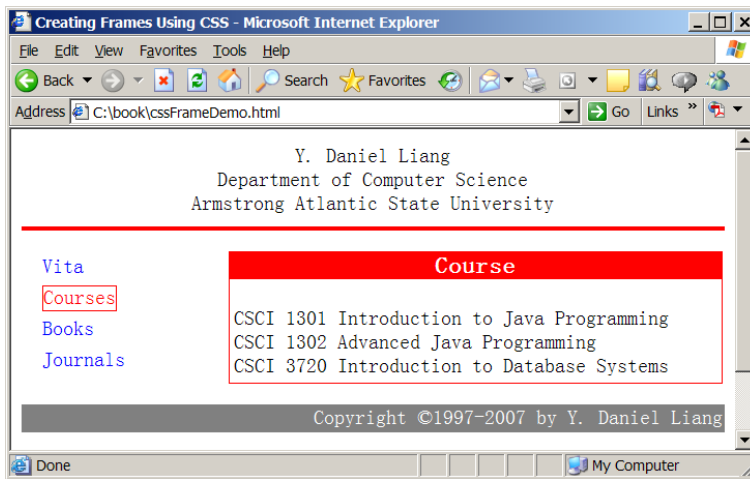 Creating Frames Using CSS - Microsoft Internet Explorer
File Edit View Favorites Tools Help
Back Search Favorites
Address C:\book\cssFrameDemo.html Go Links »
Y. Daniel Liang
Department of Computer Science
Armstrong Atlantic State University
Vita
Courses
Books
Journals
Course
CSCI 1301 Introduction to Java Programming
CSCI 1302 Advanced Java Programming
CSCI 3720 Introduction to Database Systems
Copyright ©1997-2007 by Y. Daniel Liang
Done My Computer